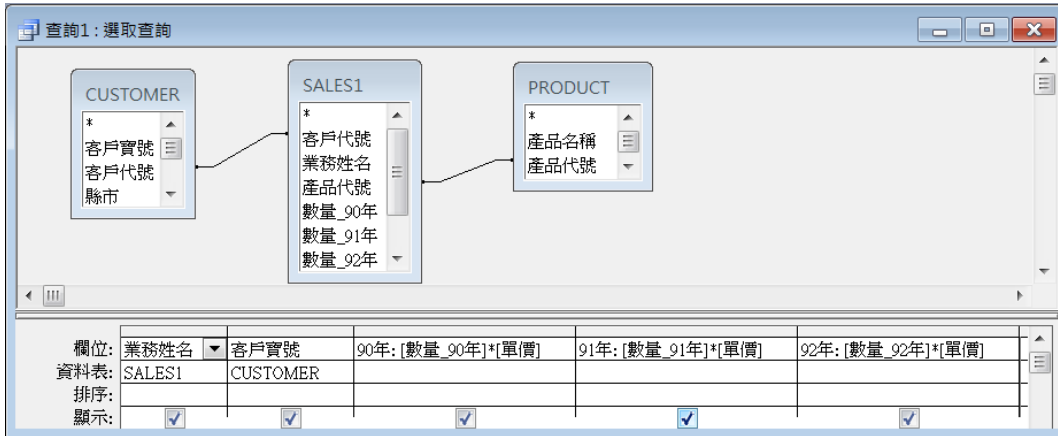 查詢1 : 選取查詢
CUSTOMER
*
客戶寶號
客戶代號
縣市
SALES1
*
客戶代號
業務姓名
產品代號
數量_90年
數量_91年
數量_92年
PRODUCT
*
產品名稱
產品代號
欄位: 業務姓名 客戶寶號 90年: [數量_90年]*[單價] 91年: [數量_91年]*[單價] 92年: [數量_92年]*[單價]
資料表: SALES1 CUSTOMER
排序:
顯示: